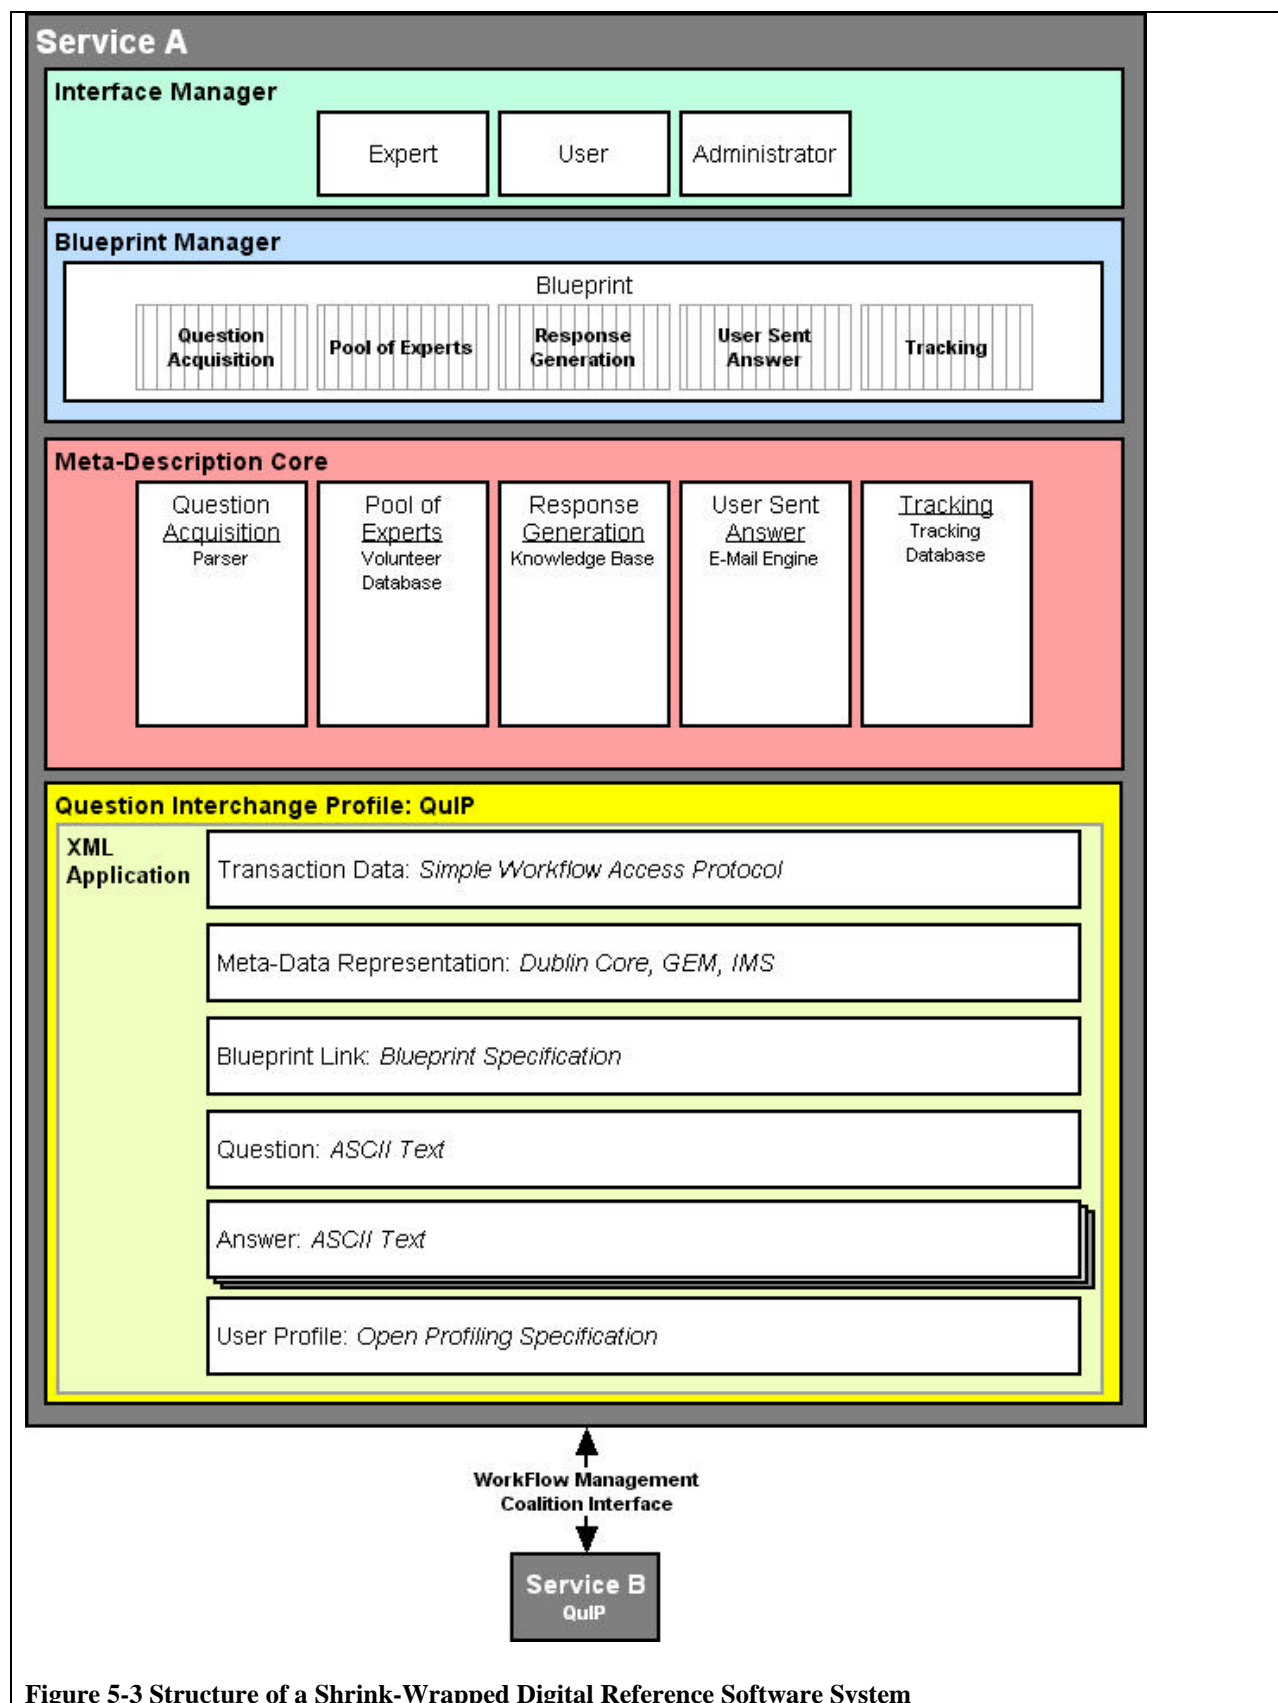 Service A
Interface Manager
Expert
User
Administrator
Blueprint Manager
Blueprint
Question
Acquisition
Pool of Experts
Response
Generation
User Sent
Answer
Tracking
Meta-Description Core
Question
Acquisition
Parser
Pool of
Experts
Volunteer
Database
Response
Generation
Knowledge Base
User Sent
Answer
E-Mail Engine
Tracking
Tracking
Database
Question Interchange Profile: QuIP
XML
Application
Transaction Data: Simple Workflow Access Protocol
Meta-Data Representation: Dublin Core, GEM, IMS
Blueprint Link: Blueprint Specification
Question: ASCII Text
Answer: ASCII Text
User Profile: Open Profiling Specification
WorkFlow Management
Coalition Interface
Service B
QuIP
Figure 5-3 Structure of a Shrink-Wrapped Digital Reference Software System